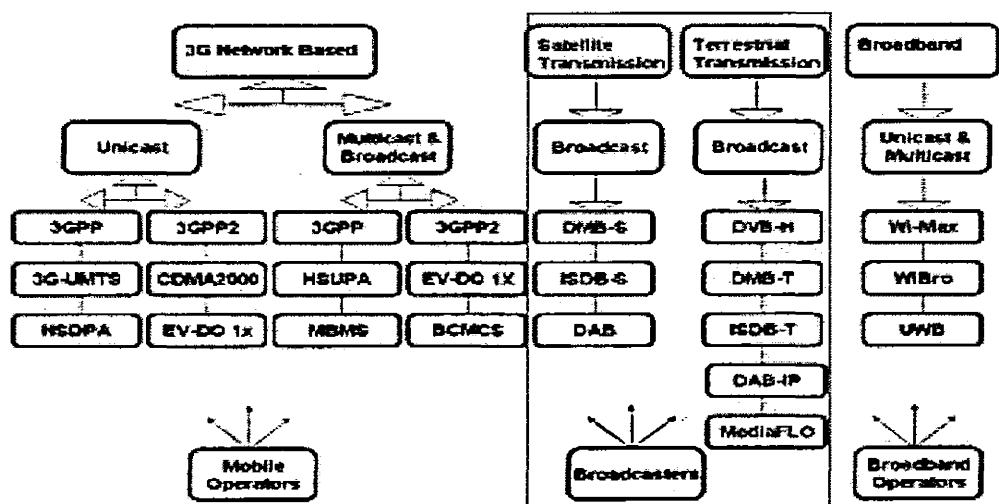 3G Network Based
Satellite
Transmission
Terrestrial
Transmission
Broadband
Unicast
Multicast &
Broadcast
Broadcast
Broadcast
Unicast &
Multicast
3GPP
3GPP2
3GPP
3GPP2
DMB-S
DVB-H
Wi-Max
3G-UMTS
CDMA2000
HSUPA
EV-DO 1X
ISDB-S
DMB-T
WiBro
HSDPA
EV-DO 1x
MBMS
BCMCS
DAB
ISDB-T
UWB
DAB-IP
MediaFLO
Mobile
Operators
Broadcasters
Broadband
Operators